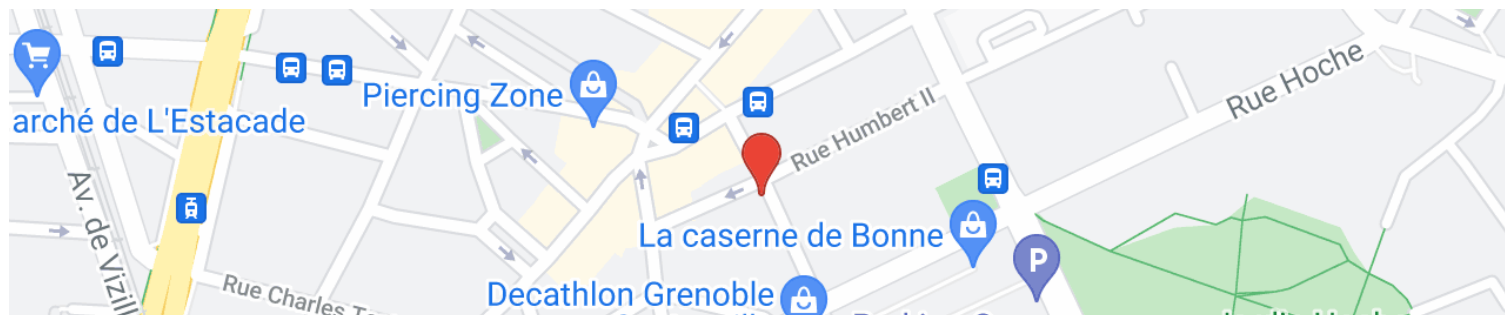 Piercing Zone
arché de L'Estacade
Rue Humbert II
Rue Hoche
Av. de Vizill
La caserne de Bonne
P
Rue Charles
Decathlon Grenoble